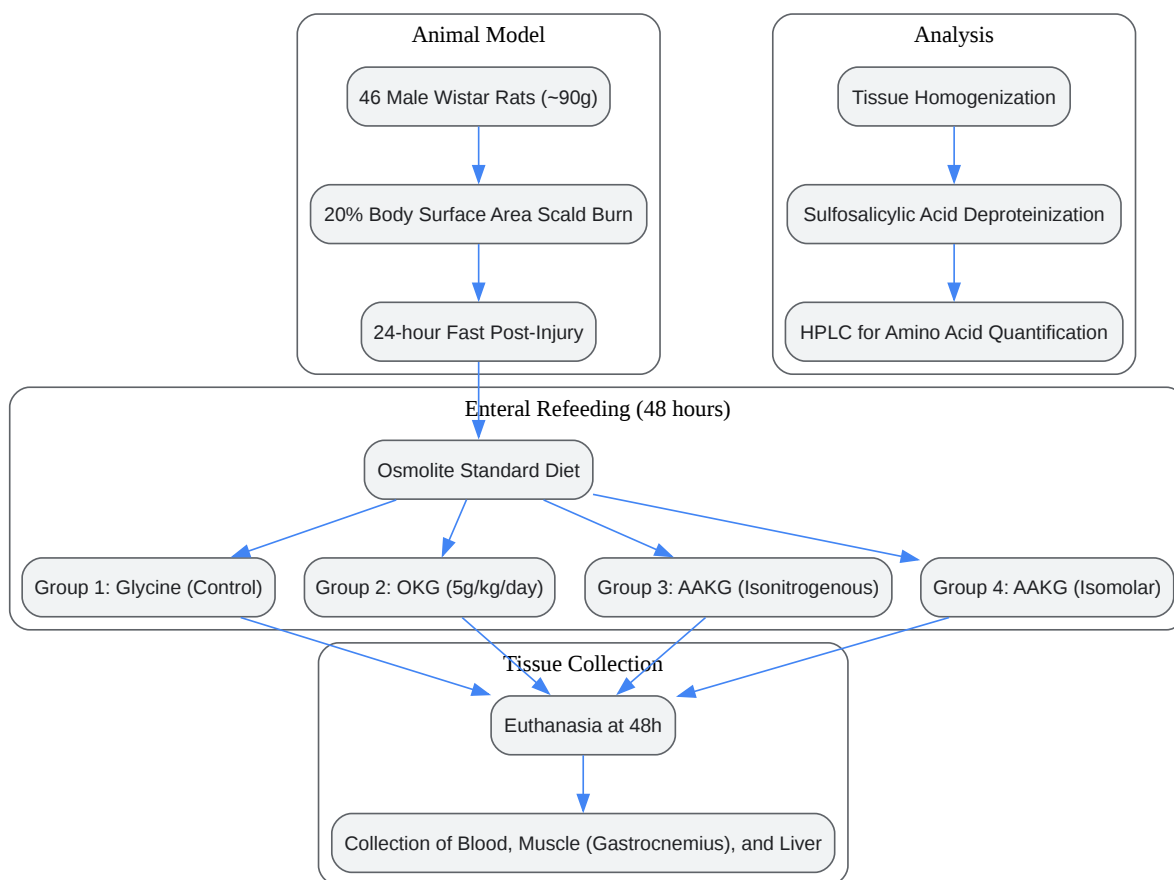 Animal Model
46 Male Wistar Rats (~90g)
20% Body Surface Area Scald Burn
24-hour Fast Post-Injury
Analysis
Tissue Homogenization
Sulfosalicylic Acid Deproteinization
HPLC for Amino Acid Quantification
Enteral Refeeding (48 hours)
Osmolite Standard Diet
Group 1: Glycine (Control)
Group 2: OKG (5g/kg/day)
Group 3: AAKG (Isonitrogenous)
Group 4: AAKG (Isomolar)
Tissue Collection
Euthanasia at 48h
Collection of Blood, Muscle (Gastrocnemius), and Liver